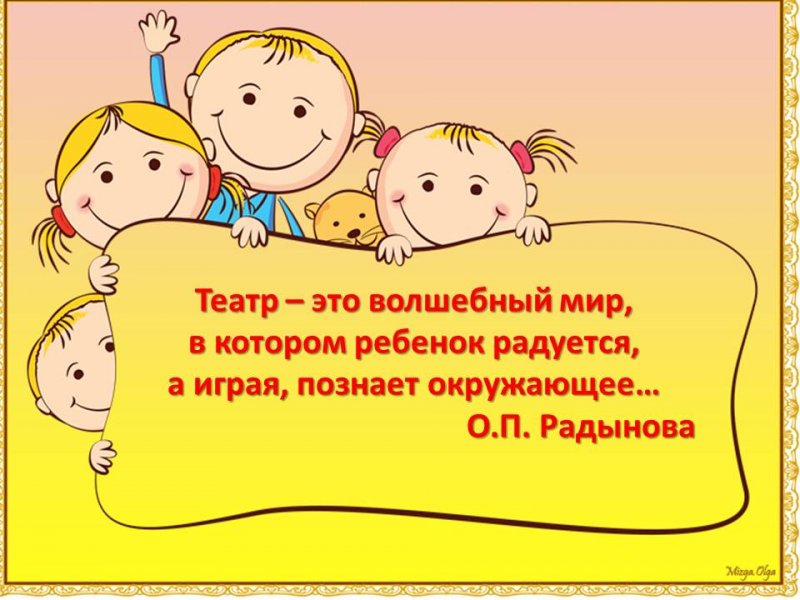 Театр – это волшебный мир,
в котором ребенок радуется,
а играя, познает окружающее…
О.П. Радынова
Mizga.Olga